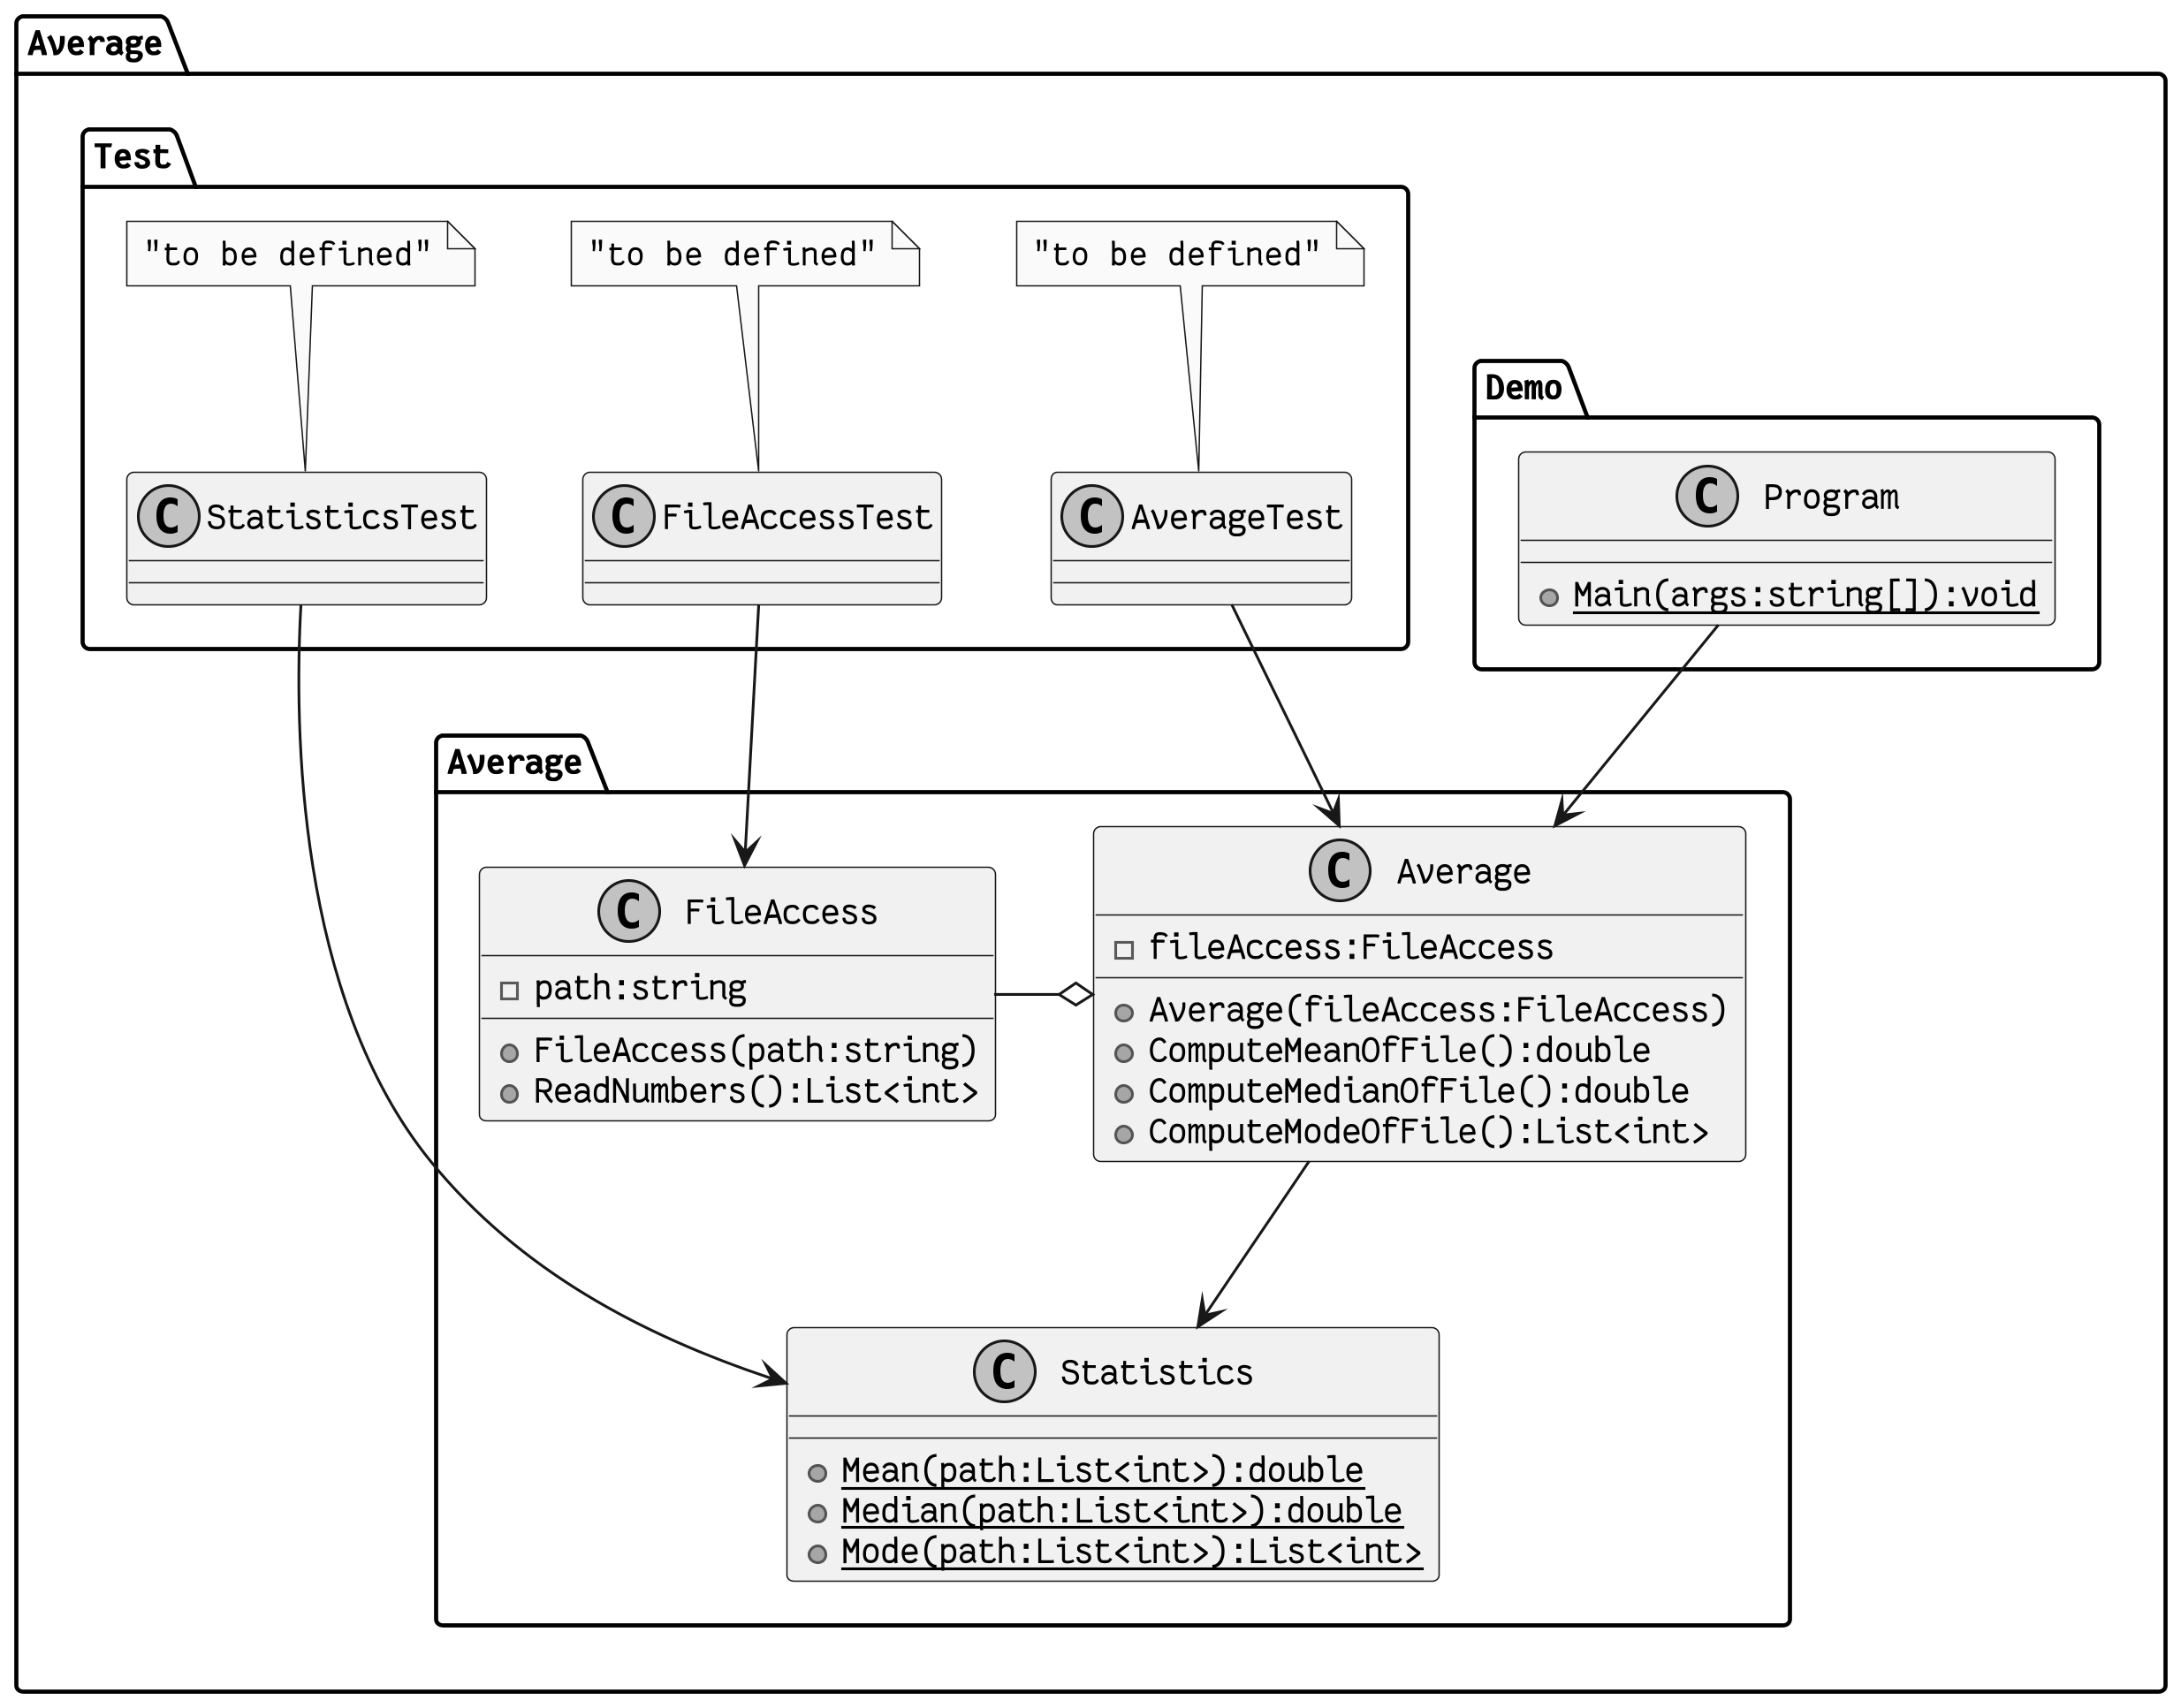 Average
Test
"to be defined"
"to be defined"
"to be defined"
Demo
C StatisticsTest
C FileAccessTest
C AverageTest
C Program
Main(args:string[]):void
Average
C FileAccess
path:string
FileAccess(path:string)
ReadNumbers():List<int>
C Average
fileAccess:FileAccess
Average(fileAccess:FileAccess)
ComputeMeanOfFile():double
ComputeMedianOfFile():double
ComputeModeOfFile():List<int>
C Statistics
Mean(path:List<int>):double
Median(path:List<int>):double
Mode(path:List<int>):List<int>